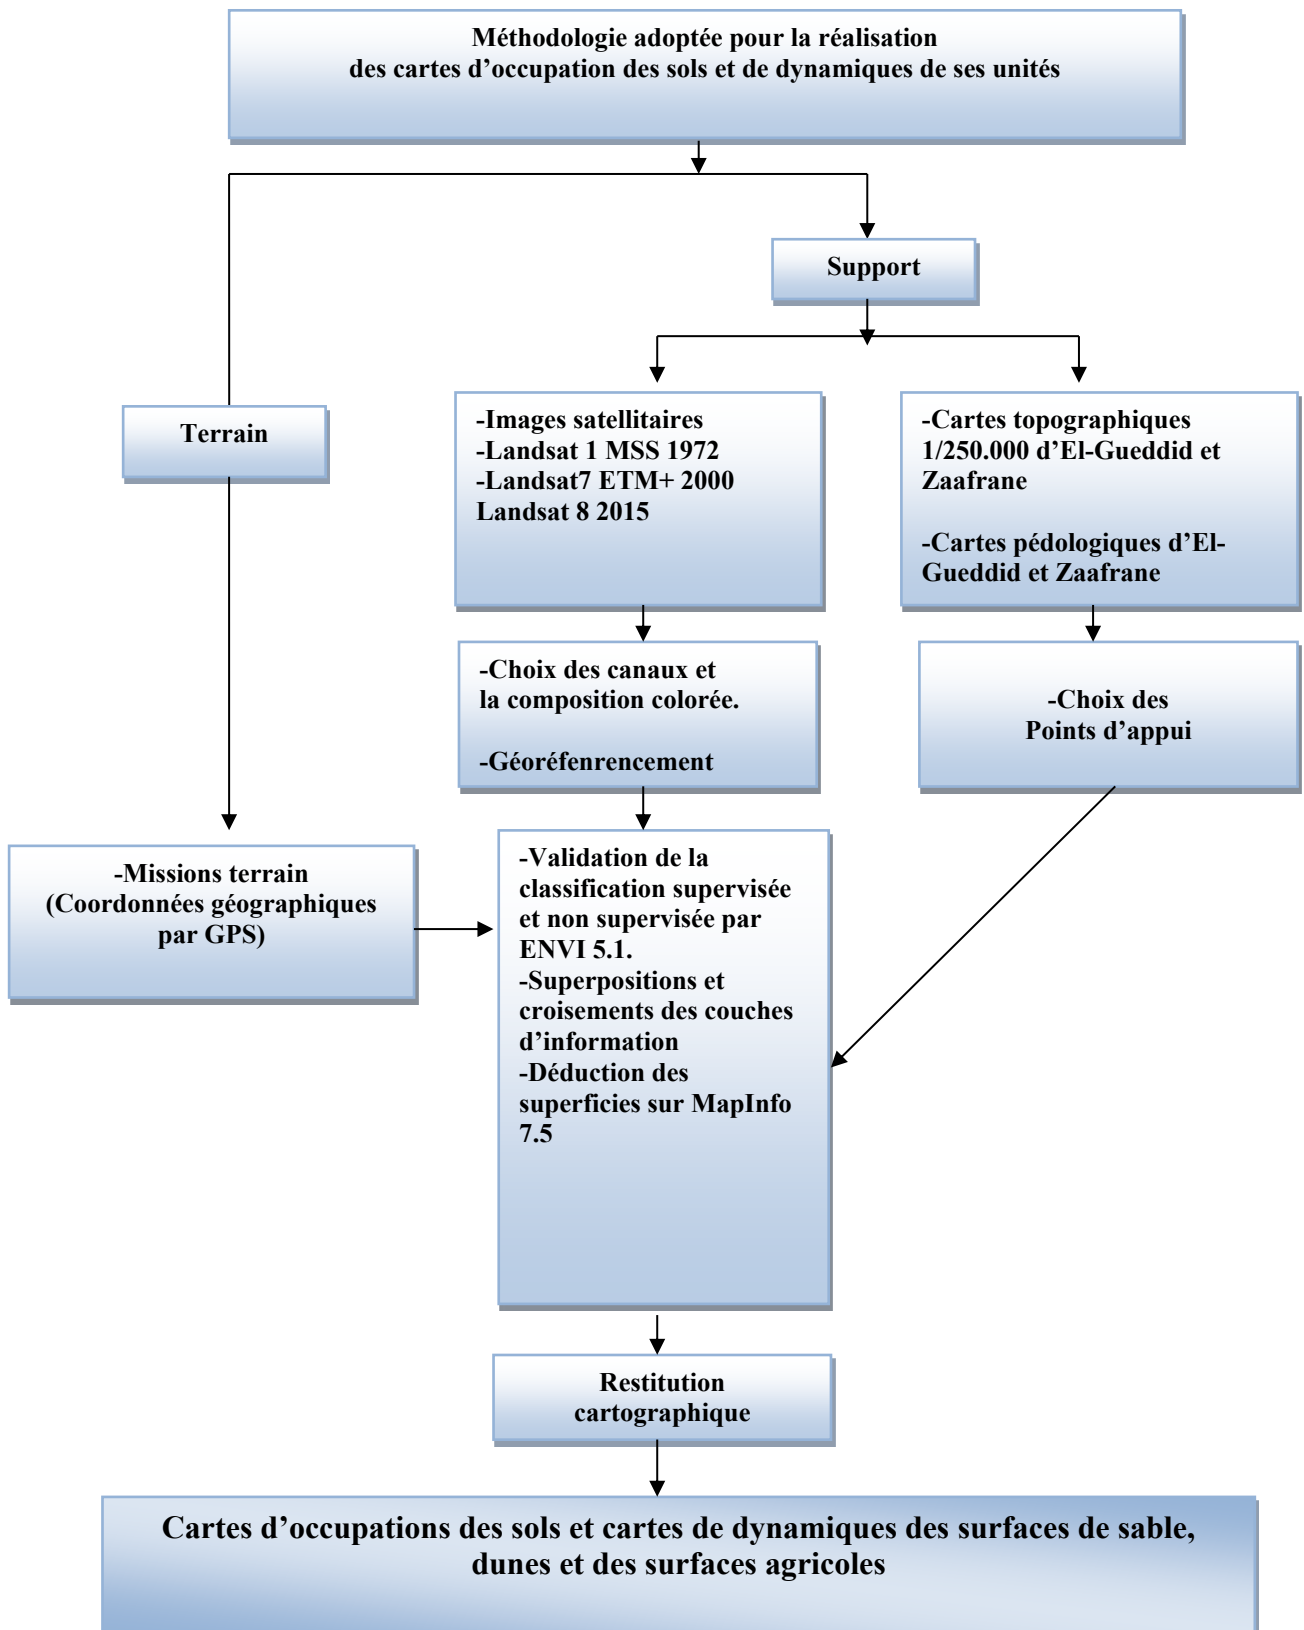 Méthodologie adoptée pour la réalisation
des cartes d’occupation des sols et de dynamiques de ses unités
Support
Terrain
-Images satellitaires
-Landsat 1 MSS 1972
-Landsat7 ETM+ 2000
Landsat 8 2015
-Cartes topographiques
1/250.000 d’El-Gueddid et
Zaafrane
-Cartes pédologiques d’El-
Gueddid et Zaafrane
-Choix des canaux et
la composition colorée.
-Géoréfenrencement
-Choix des
Points d’appui
-Missions terrain
(Coordonnées géographiques
par GPS)
-Validation de la
classification supervisée
et non supervisée par
ENVI 5.1.
-Superpositions et
croisements des couches
d’information
-Déduction des
superficies sur MapInfo
7.5
Restitution
cartographique
Cartes d’occupations des sols et cartes de dynamiques des surfaces de sable,
dunes et des surfaces agricoles